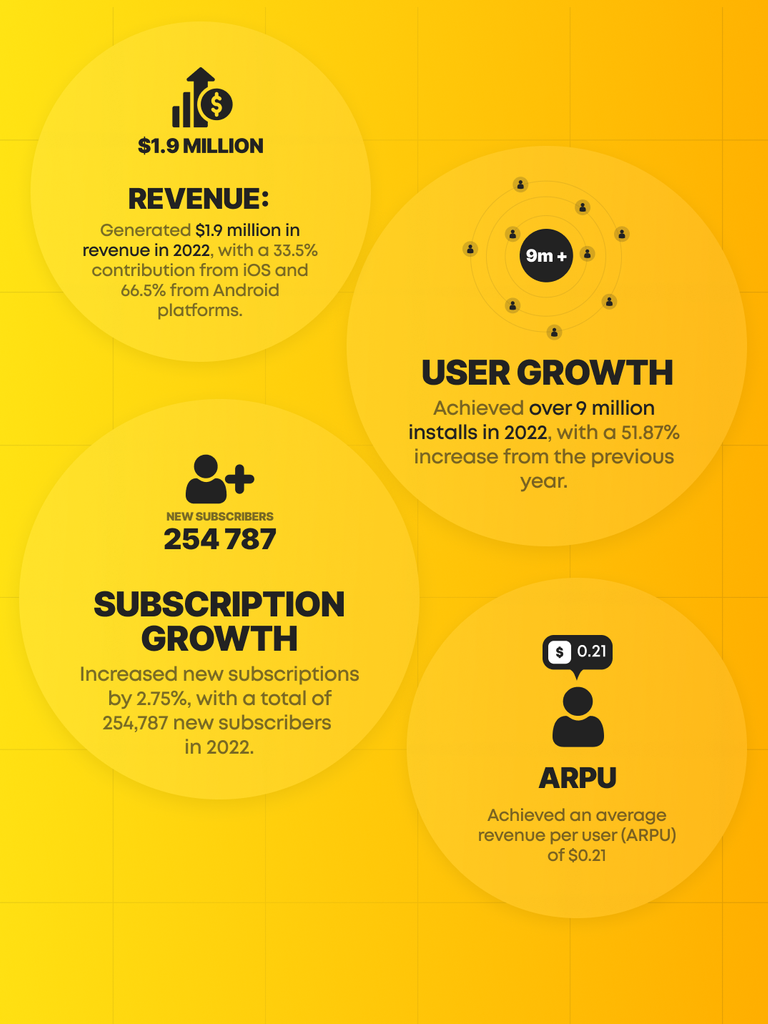 $1.9 MILLION
REVENUE:
Generated $1.9 million in
revenue in 2022, with a 33.5%
contribution from iOS and
66.5% from Android
platforms.
9m +
USER GROWTH
Achieved over 9 million
installs in 2022, with a 51.87%
increase from the previous
year.
NEW SUBSCRIBERS
254 787
SUBSCRIPTION
GROWTH
Increased new subscriptions
by 2.75%, with a total of
254,787 new subscribers
in 2022.
$ 0.21
ARPU
Achieved an average
revenue per user (ARPU)
of $0.21